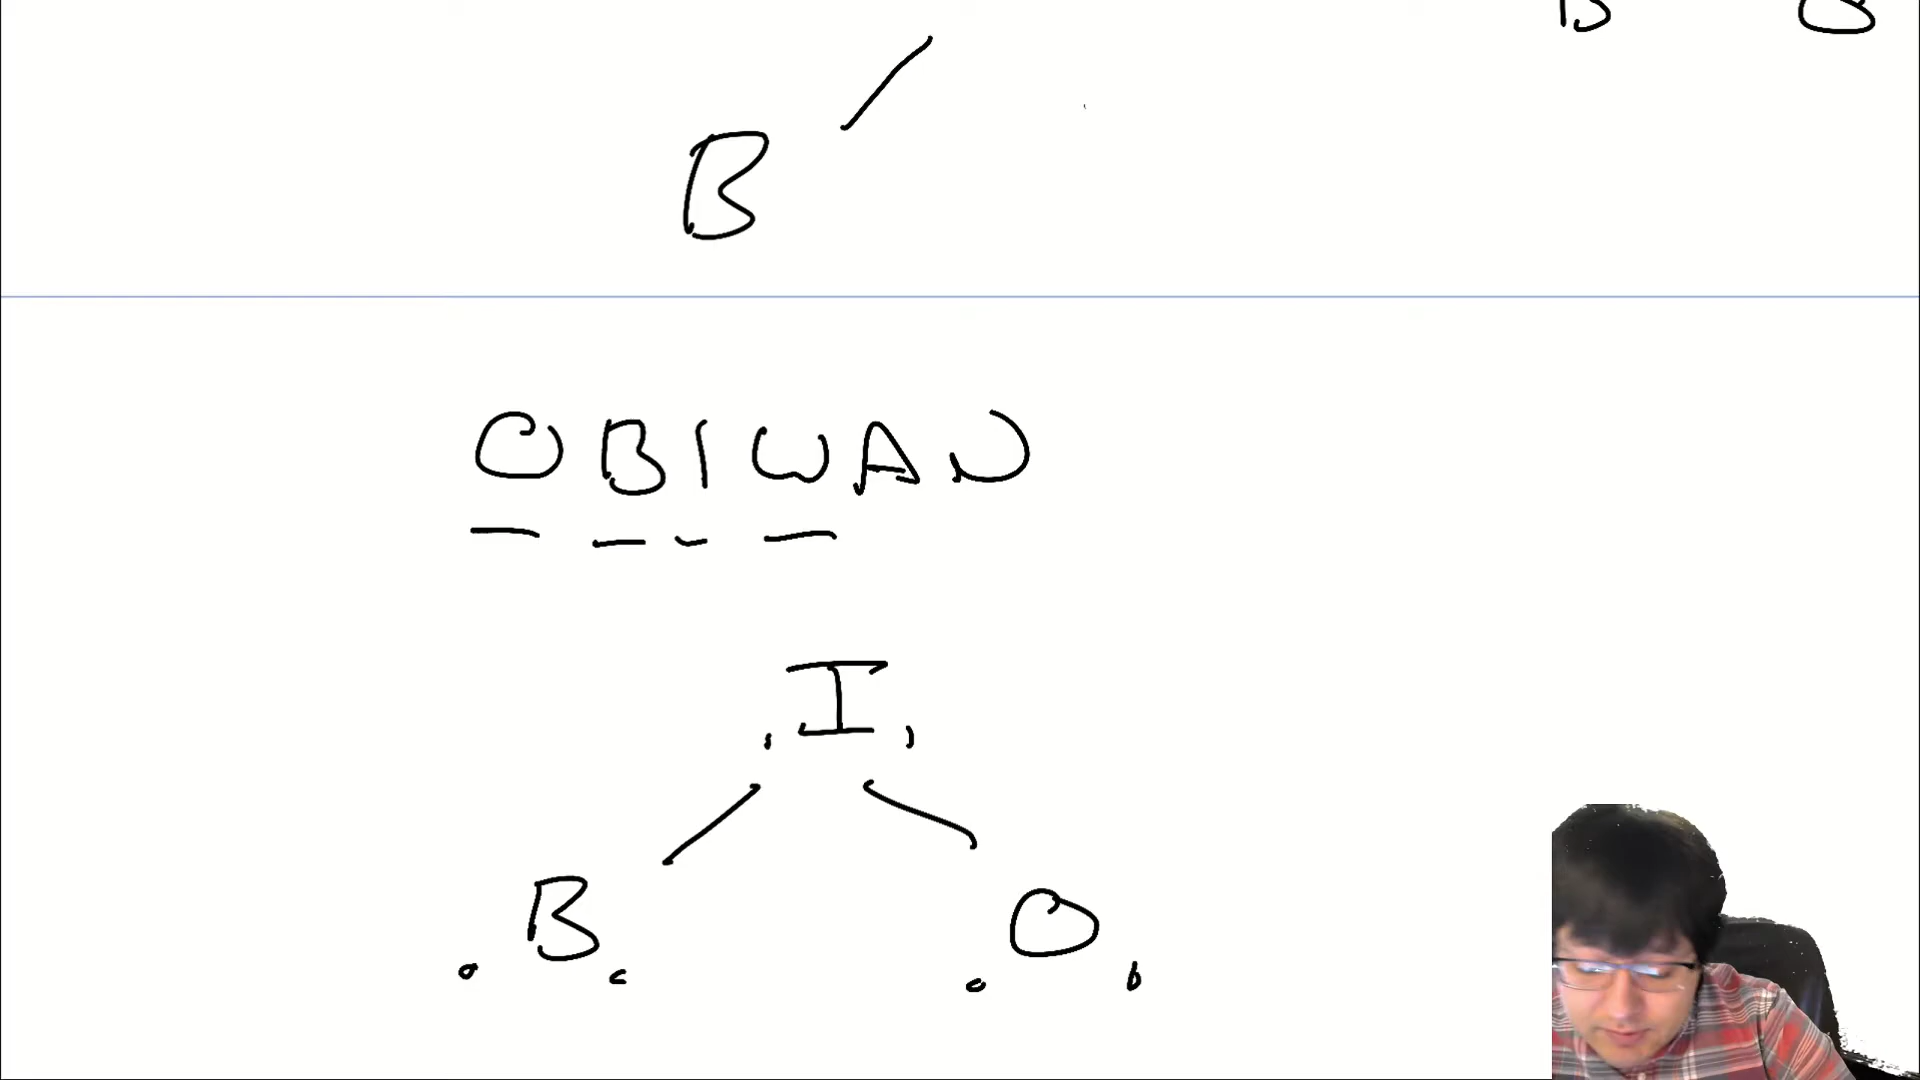 B O
B
OBIWAN
, I ,
B O
o c o b